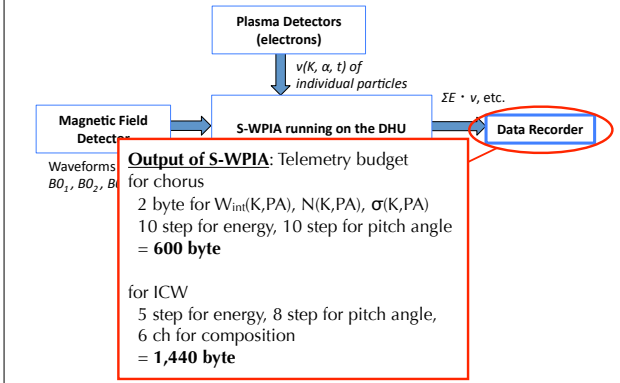 Plasma Detectors
(electrons)
v(K, α, t) of
individual particles
ΣE・v, etc.
Magnetic Field
Detector
S-WPIA running on the DHU
Data Recorder
Waveforms
B0₁, B0₂, B0
Output of S-WPIA: Telemetry budget
for chorus
2 byte for Wint(K,PA), N(K,PA), σ(K,PA)
10 step for energy, 10 step for pitch angle
= 600 byte
for ICW
5 step for energy, 8 step for pitch angle,
6 ch for composition
= 1,440 byte